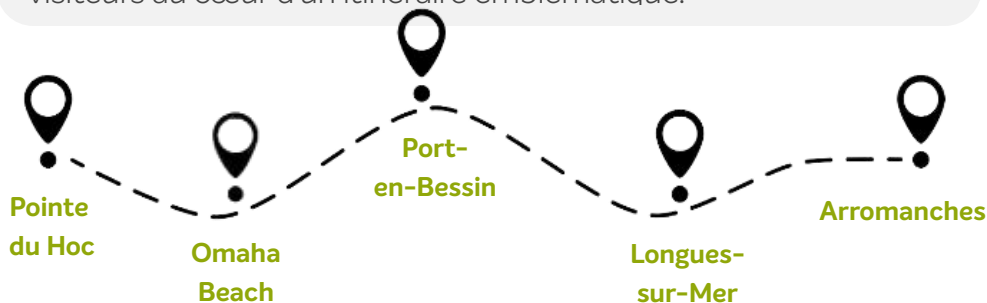 visiteurs au cœur d'un itinéraire emblématique.
Pointe
du Hoc
Omaha
Beach
Port-
en-Bessin
Longues-
sur-Mer
Arromanches